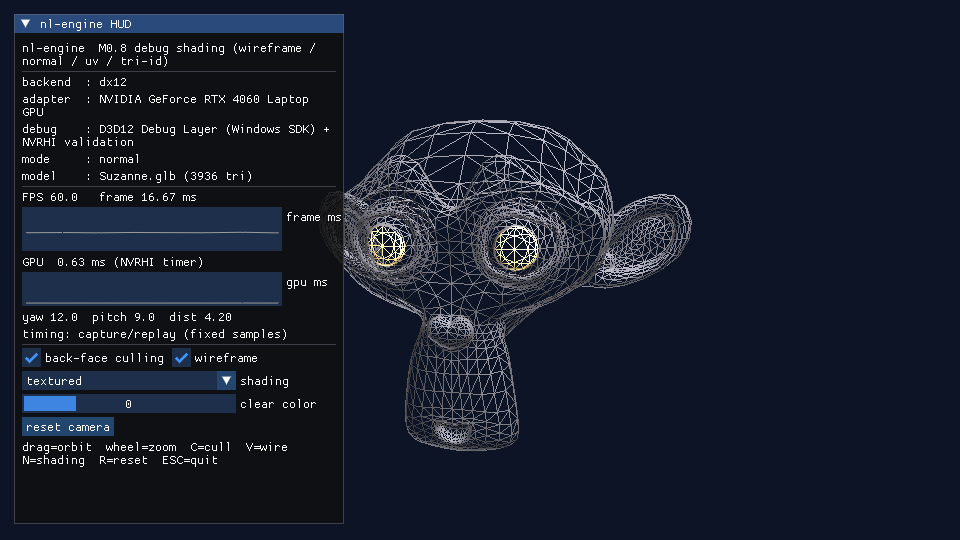 nl-engine HUD
nl-engine  M0.8 debug shading (wireframe /
normal / uv / tri-id)
backend  : dx12
adapter  : NVIDIA GeForce RTX 4060 Laptop
GPU
debug    : D3D12 Debug Layer (Windows SDK) +
NVRHI validation
mode     : normal
model    : Suzanne.glb (3936 tri)
FPS 60.0   frame 16.67 ms
frame ms
GPU  0.63 ms (NVRHI timer)
gpu ms
yaw 12.0  pitch 9.0  dist 4.20
timing: capture/replay (fixed samples)
back-face culling  wireframe
textured  shading
0  clear color
reset camera
drag=orbit  wheel=zoom  C=cull  V=wire
N=shading  R=reset  ESC=quit